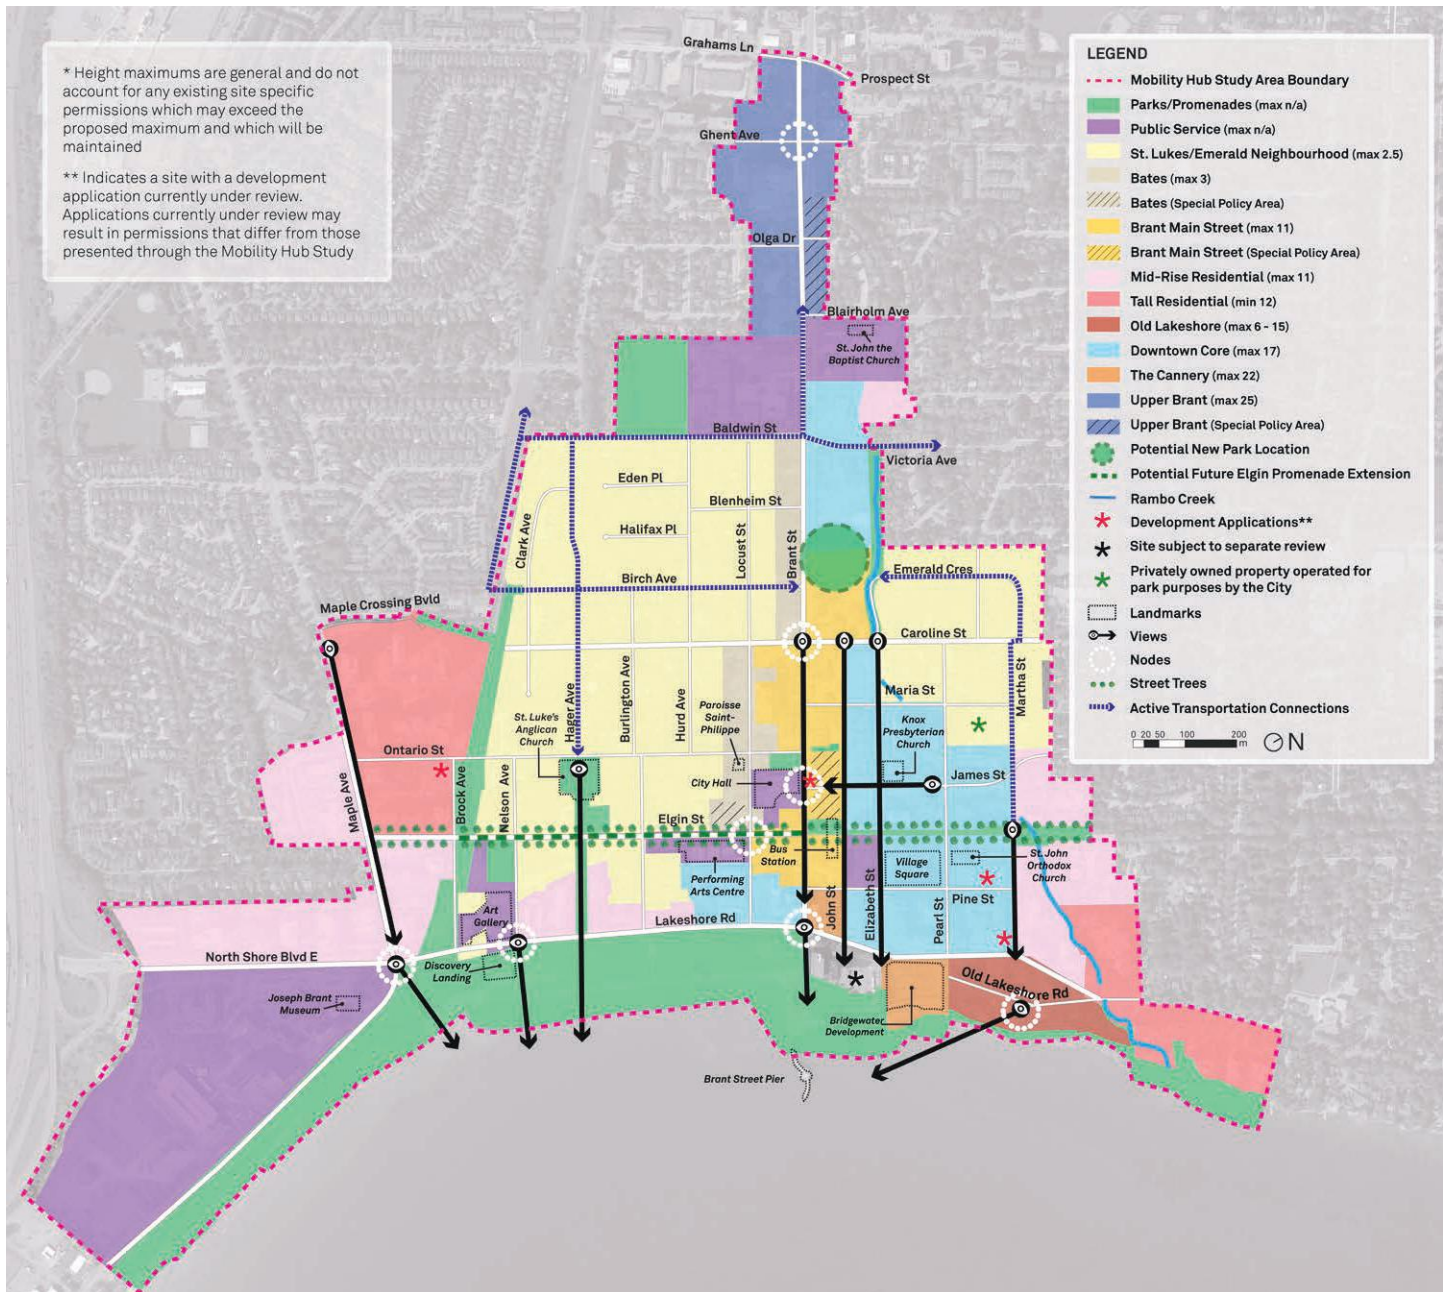 * Height maximums are general and do not
account for any existing site specific
permissions which may exceed the
proposed maximum and which will be
maintained
** Indicates a site with a development
application currently under review.
Applications currently under review may
result in permissions that differ from those
presented through the Mobility Hub Study
LEGEND
Mobility Hub Study Area Boundary
Parks/Promenades (max n/a)
Public Service (max n/a)
St. Lukes/Emerald Neighbourhood (max 2.5)
Bates (max 3)
Bates (Special Policy Area)
Brant Main Street (max 11)
Brant Main Street (Special Policy Area)
Mid-Rise Residential (max 11)
Tall Residential (min 12)
Old Lakeshore (max 6 - 15)
Downtown Core (max 17)
The Cannery (max 22)
Upper Brant (max 25)
Upper Brant (Special Policy Area)
Potential New Park Location
Potential Future Elgin Promenade Extension
Rambo Creek
Development Applications**
Site subject to separate review
Privately owned property operated for
park purposes by the City
Landmarks
Views
Nodes
Street Trees
Active Transportation Connections
0 20 50 100 200
m
N
Grahams Ln
Prospect St
Ghent Ave
Olga Dr
Blairholm Ave
St. John the
Baptist Church
Baldwin St
Victoria Ave
Eden Pl
Blenheim St
Clark Ave
Halifax Pl
Locust St
Brant St
Birch Ave
Emerald Cres
Maple Crossing Bvld
Caroline St
Hager Ave
Burlington Ave
Hurd Ave
Maria St
Martha St
St. Luke's
Anglican
Church
Paroisse
Saint-
Philippe
Knox
Presbyterian
Church
Ontario St
City Hall
James St
Maple Ave
Brock Ave
Nelson Ave
Elgin St
Bus
Station
Performing
Arts Centre
Village
Square
St. John
Orthodox
Church
John St
Elizabeth St
Pearl St
Pine St
Art
Gallery
Lakeshore Rd
North Shore Blvd E
Discovery
Landing
Joseph Brant
Museum
Old Lakeshore Rd
Bridgewater
Development
Brant Street Pier